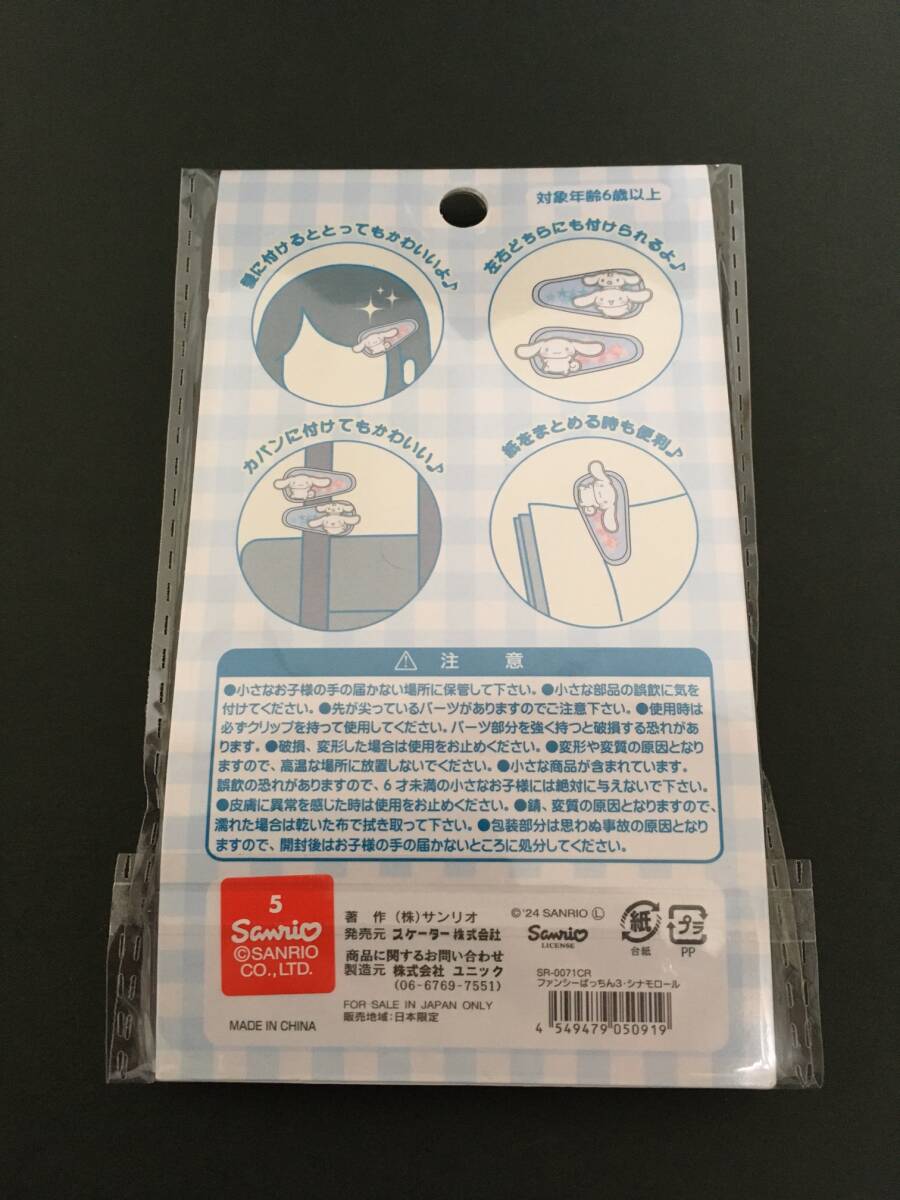 対象年齢6歳以上
髪に付けるととってもかわいいよ♪
左右どちらにも付けられるよ♪
カバンに付けてもかわいい♪
紙をまとめる時も便利♪
⚠ 注 意
●小さなお子様の手の届かない場所に保管して下さい。●小さな部品の誤飲に気を
付けてください。●先が尖っているパーツがありますのでご注意下さい。●使用時は
必ずクリップを持って使用してください。パーツ部分を強く持つと破損する恐れがあ
ります。●破損、変形した場合は使用をお止めください。●変形や変質の原因となり
ますので、高温な場所に放置しないでください。●小さな商品が含まれています。
誤飲の恐れがありますので、6才未満の小さなお子様には絶対に与えないで下さい。
●皮膚に異常を感じた時は使用をお止めください。●錆、変質の原因となりますので、
濡れた場合は乾いた布で拭き取って下さい。●包装部分は思わぬ事故の原因となり
ますので、開封後はお子様の手の届かないところに処分してください。
5
Sanrio
©SANRIO
CO.,LTD.
MADE IN CHINA
著 作 (株)サンリオ
発売元 スケーター株式会社
商品に関するお問い合わせ
製造元 株式会社 ユニック
(06-6769-7551)
FOR SALE IN JAPAN ONLY
販売地域:日本限定
©'24 SANRIO Ⓛ
Sanrio
LICENSE
紙
台紙
プラ
PP
SR-0071CR
ファンシーぱっちん3・シナモロール
4 549479 050919